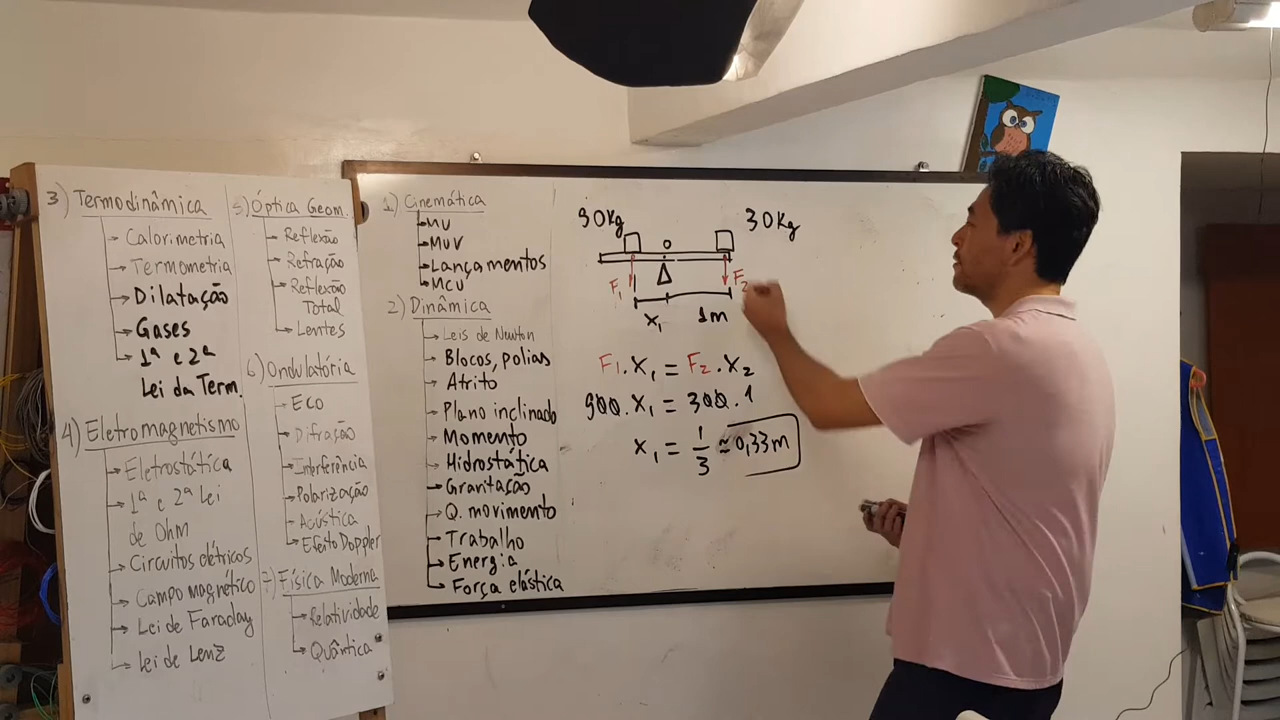 3) Termodinâmica
Calorimetria
Termometria
Dilatação
Gases
1ª e 2ª
Lei da Term.
4) Eletromagnetismo
Eletrostática
1ª e 2ª Lei
de Ohm
Circuitos elétricos
Campo magnético
Lei de Faraday
Lei de Lenz
5) Óptica Geom.
Reflexão
Refração
Reflexão
Total
Lentes
6) Ondulatória
Eco
Difração
Interferência
Polarização
Acústica
Efeito Doppler
7) Física Moderna
Relatividade
Quântica
1) Cinemática
MU
MUV
Lançamentos
MCU
2) Dinâmica
Leis de Newton
Blocos, polias
Atrito
Plano inclinado
Momento
Hidrostática
Gravitação
Q. movimento
Trabalho
Energia
Força elástica
90Kg 30Kg
F₁ F₂
x₁ 1m
F₁.x₁ = F₂.x₂
900.x₁ = 300.1
x₁ = 1/3 ≈ 0,33m